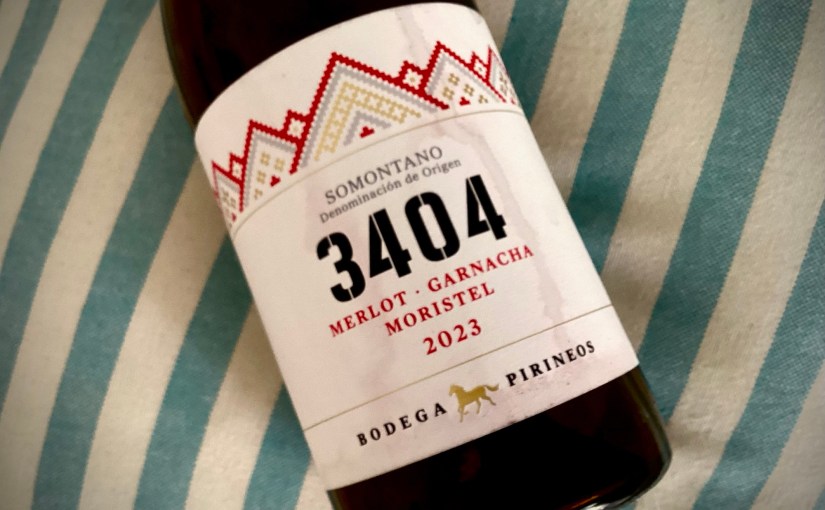 SOMONTANO
Denominación de Origen
3404
MERLOT · GARNACHA
MORISTEL
2023
BODEGA PIRINEOS